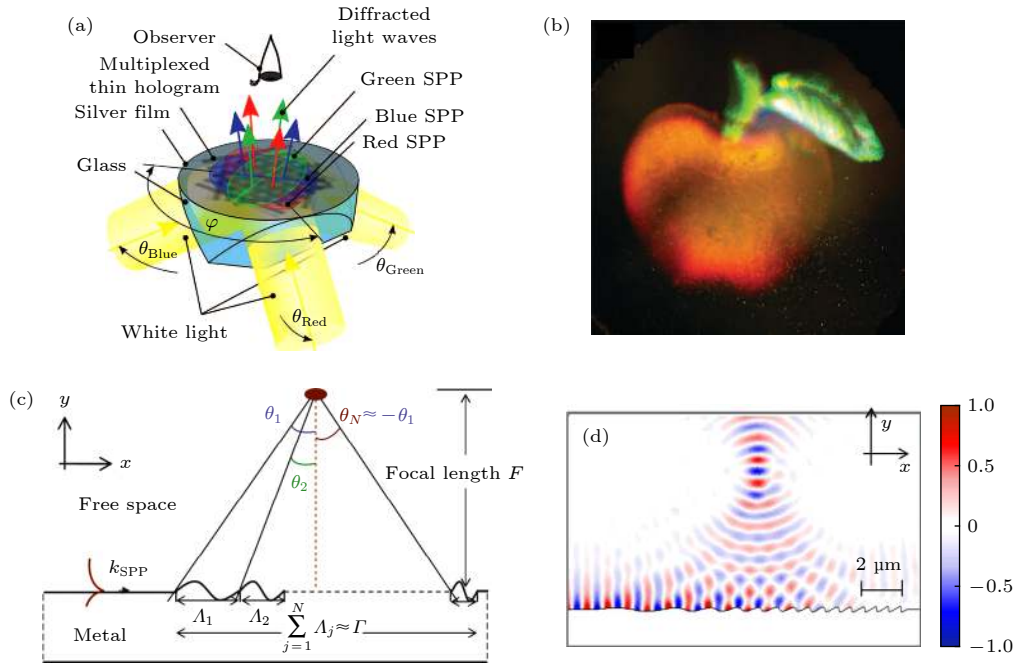 (a)
Observer
Diffracted
light waves
Multiplexed
thin hologram
Green SPP
Silver film
Blue SPP
Red SPP
Glass
φ
θBlue
θGreen
θRed
White light
(b)
(c)
y
x
θ1
θN≈ −θ1
θ2
Focal length F
Free space
kSPP
Metal
Λ1
Λ2
N
∑ Λj≈ Γ
j=1
(d)
y
x
2 μm
1.0
0.5
0
−0.5
−1.0